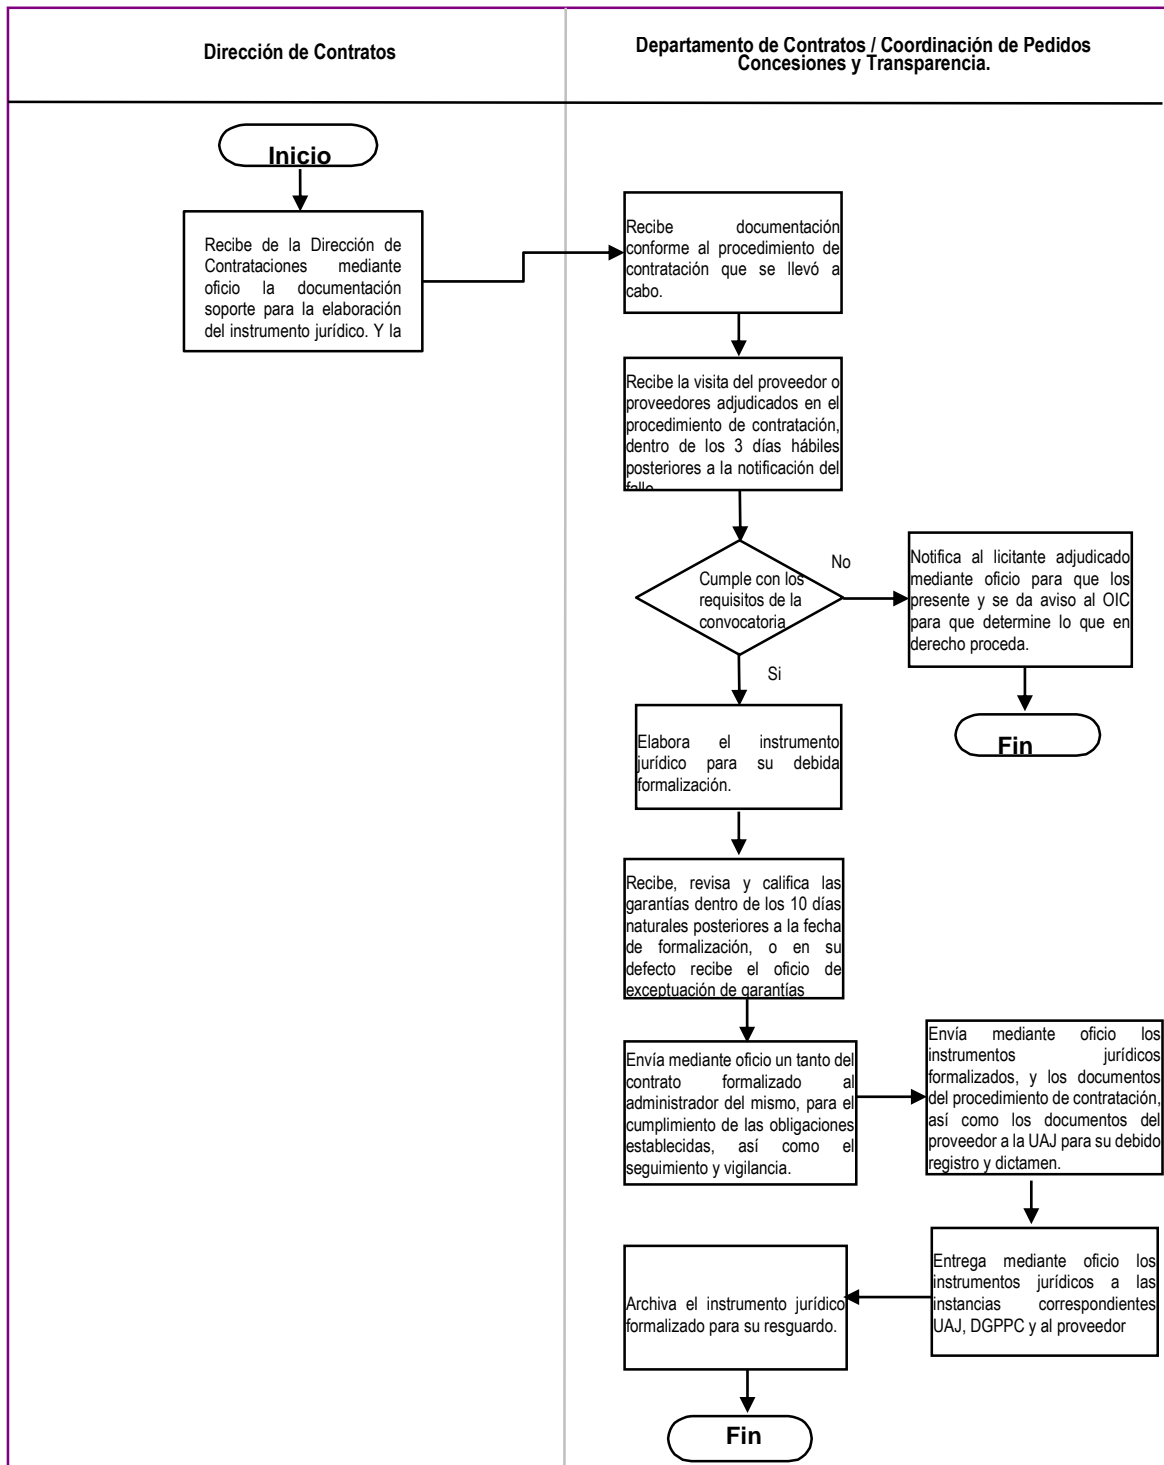 Dirección de Contratos
Departamento de Contratos / Coordinación de Pedidos
Concesiones y Transparencia.
Inicio
Recibe de la Dirección de
Contrataciones mediante
oficio la documentación
soporte para la elaboración
del instrumento jurídico. Y la
Recibe documentación
conforme al procedimiento de
contratación que se llevó a
cabo.
Recibe la visita del proveedor o
proveedores adjudicados en el
procedimiento de contratación,
dentro de los 3 días hábiles
posteriores a la notificación del
fallo
Cumple con los
requisitos de la
convocatoria
No
Notifica al licitante adjudicado
mediante oficio para que los
presente y se da aviso al OIC
para que determine lo que en
derecho proceda.
Fin
Si
Elabora el instrumento
jurídico para su debida
formalización.
Recibe, revisa y califica las
garantías dentro de los 10 días
naturales posteriores a la fecha
de formalización, o en su
defecto recibe el oficio de
exceptuación de garantías
Envía mediante oficio un tanto del
contrato formalizado al
administrador del mismo, para el
cumplimiento de las obligaciones
establecidas, así como el
seguimiento y vigilancia.
Envía mediante oficio los
instrumentos jurídicos
formalizados, y los documentos
del procedimiento de contratación,
así como los documentos del
proveedor a la UAJ para su debido
registro y dictamen.
Entrega mediante oficio los
instrumentos jurídicos a las
instancias correspondientes
UAJ, DGPPC y al proveedor
Archiva el instrumento jurídico
formalizado para su resguardo.
Fin